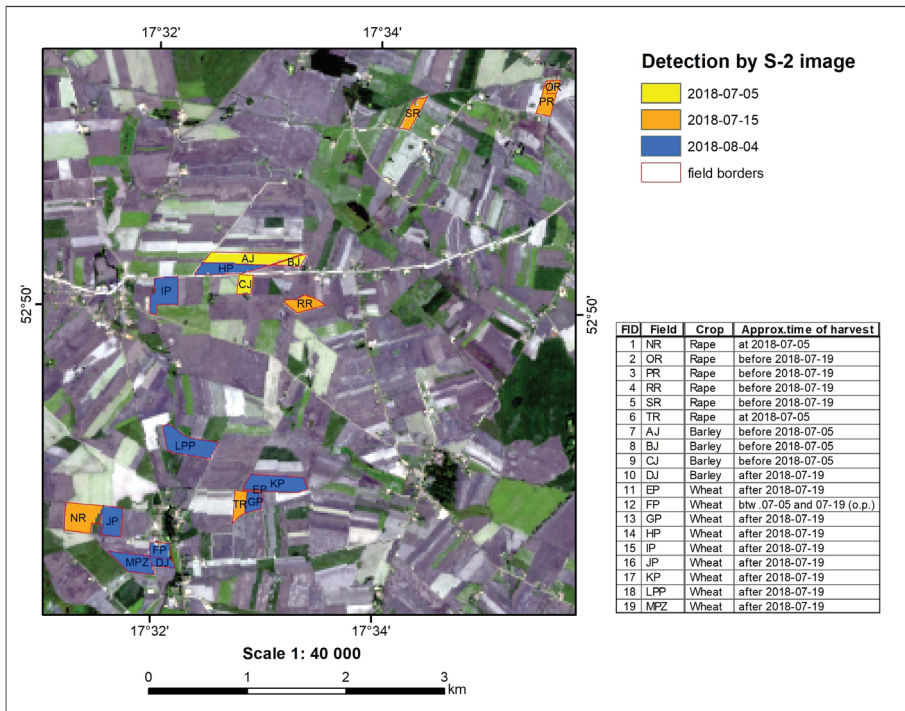 17°32'
17°34'
OR
PR
SR
AJ
BJ
HP
CJ
IP
RR
52°50'
52°50'
LPP
KP
EP
TR
GP
NR
JP
FP
MPZ
DJ
17°32'
17°34'
Scale 1: 40 000
0 1 2 3
km
Detection by S-2 image
2018-07-05
2018-07-15
2018-08-04
field borders
FID Field Crop Approx.time of harvest
1 NR Rape at 2018-07-05
2 OR Rape before 2018-07-19
3 PR Rape before 2018-07-19
4 RR Rape before 2018-07-19
5 SR Rape before 2018-07-19
6 TR Rape at 2018-07-05
7 AJ Barley before 2018-07-05
8 BJ Barley before 2018-07-05
9 CJ Barley before 2018-07-05
10 DJ Barley after 2018-07-19
11 EP Wheat after 2018-07-19
12 FP Wheat btw .07-05 and 07-19 (o.p.)
13 GP Wheat after 2018-07-19
14 HP Wheat after 2018-07-19
15 IP Wheat after 2018-07-19
16 JP Wheat after 2018-07-19
17 KP Wheat after 2018-07-19
18 LPP Wheat after 2018-07-19
19 MPZ Wheat after 2018-07-19